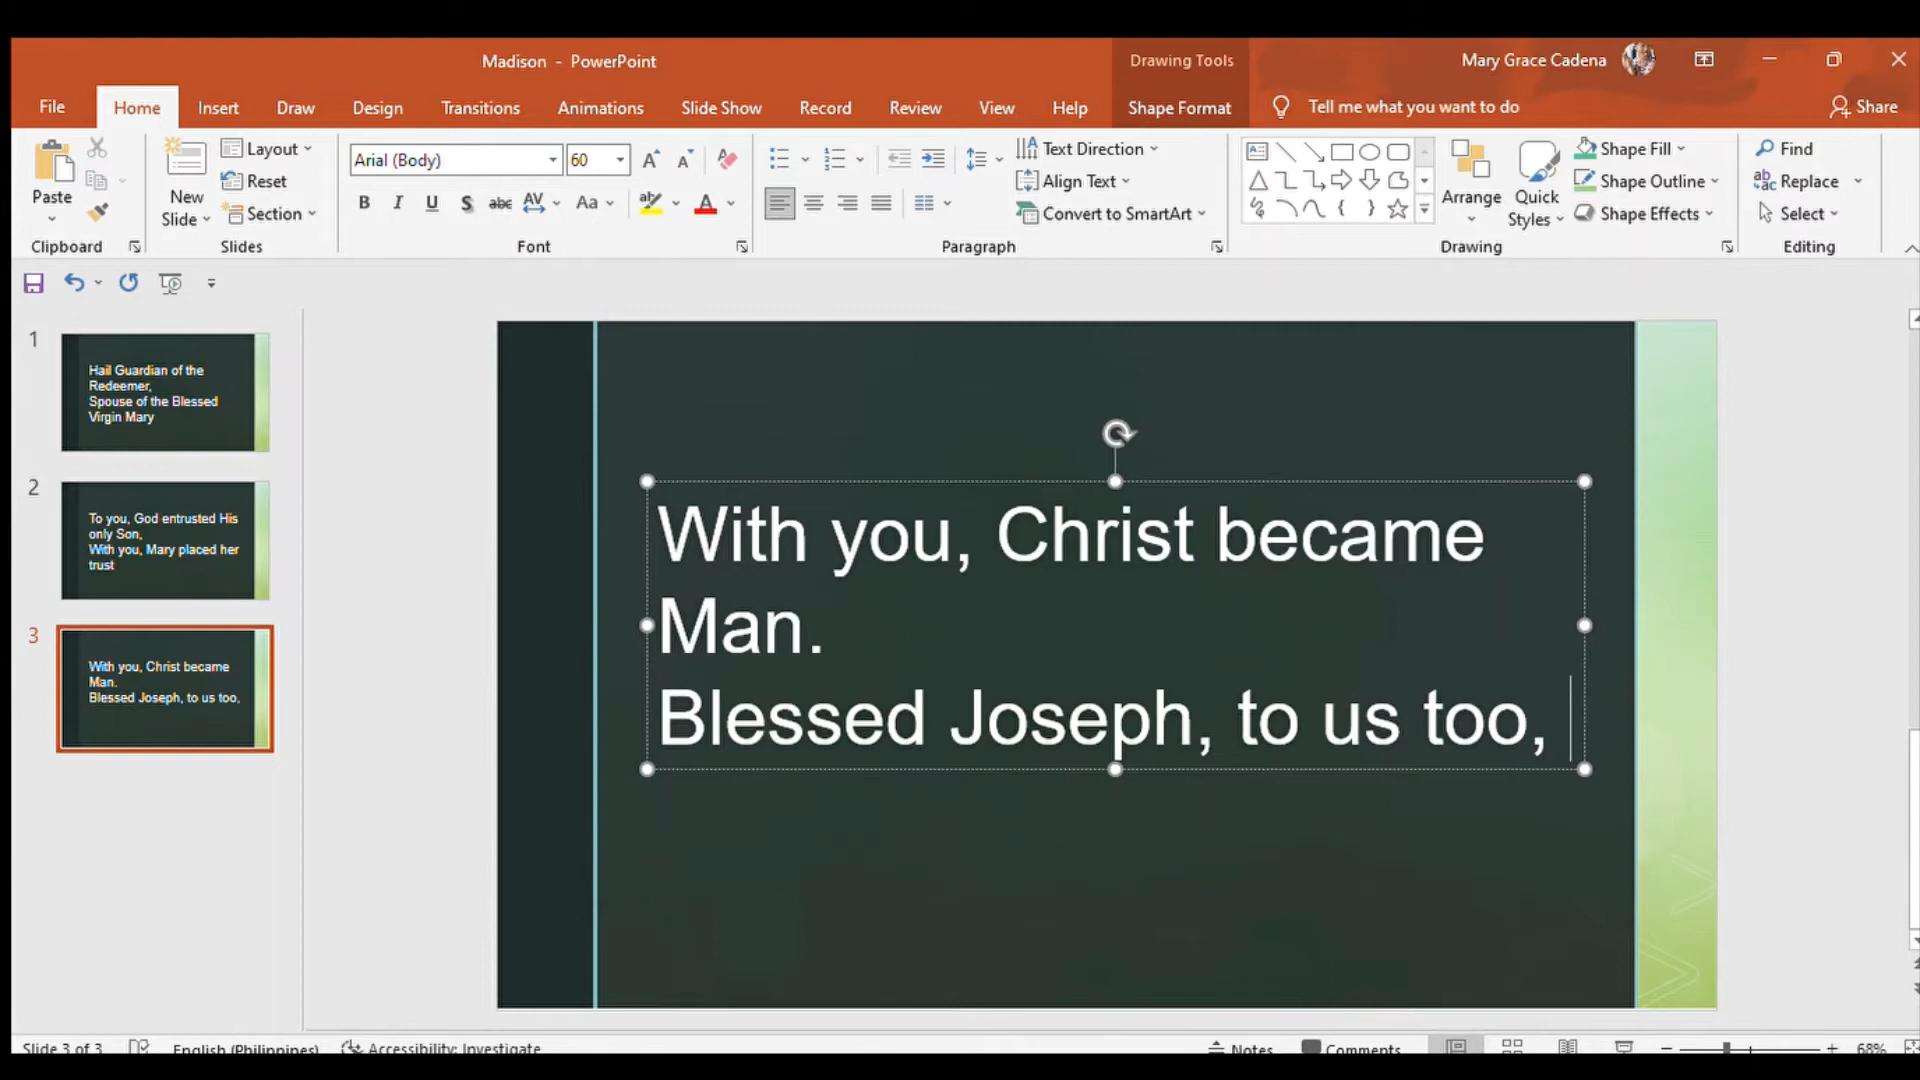 Madison - PowerPoint
Drawing Tools
Mary Grace Cadena
File Home Insert Draw Design Transitions Animations Slide Show Record Review View Help Shape Format Tell me what you want to do Share
Paste
Clipboard
New Slide
Layout
Reset
Section
Slides
Arial (Body) 60
B I U S abc AV Aa A
Font
Text Direction
Align Text
Convert to SmartArt
Paragraph
Arrange
Quick Styles
Shape Fill
Shape Outline
Shape Effects
Drawing
Find
Replace
Select
Editing
1
Hail Guardian of the
Redeemer,
Spouse of the Blessed
Virgin Mary
2
To you, God entrusted His
only Son,
With you, Mary placed her
trust
3
With you, Christ became
Man.
Blessed Joseph, to us too,
With you, Christ became
Man.
Blessed Joseph, to us too,
Slide 3 of 3 English (Philippines) Accessibility: Investigate Notes Comments 68%